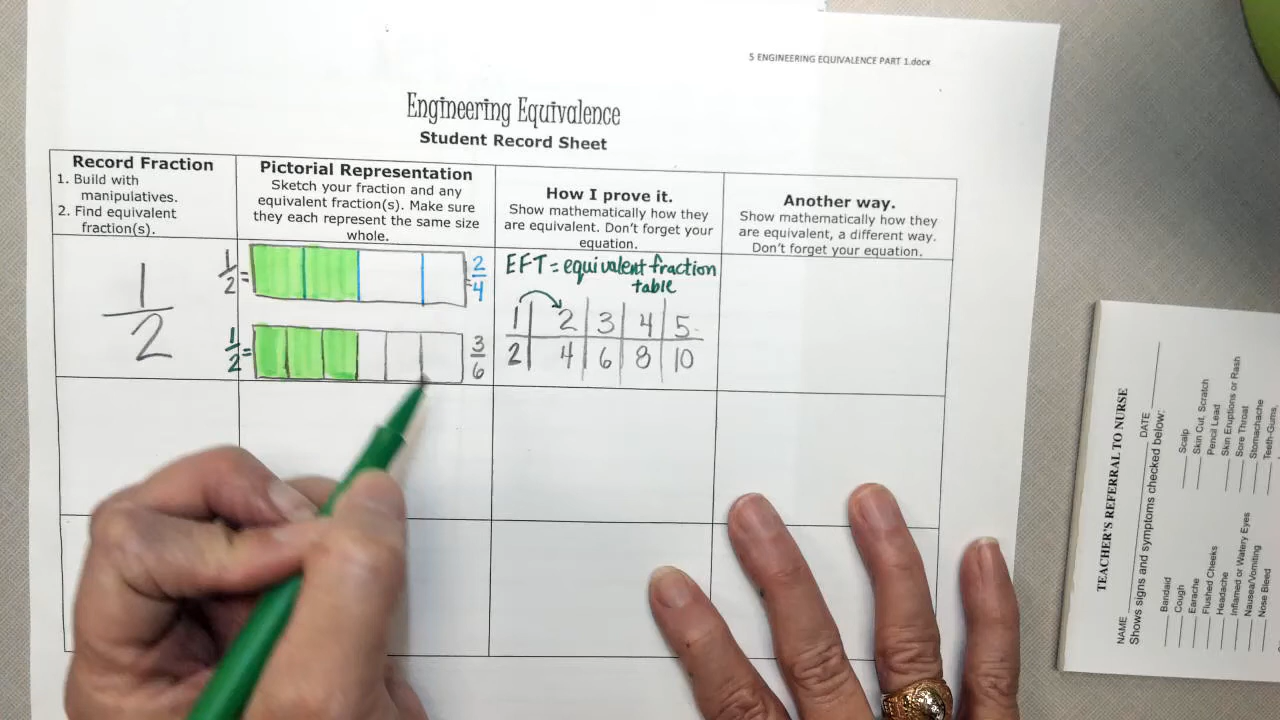 5 ENGINEERING EQUIVALENCE PART 1.docx
Engineering Equivalence
Student Record Sheet
Record Fraction
1. Build with
manipulatives.
2. Find equivalent
fraction(s).
Pictorial Representation
Sketch your fraction and any
equivalent fraction(s). Make sure
they each represent the same size
whole.
How I prove it.
Show mathematically how they
are equivalent. Don't forget your
equation.
Another way.
Show mathematically how they
are equivalent, a different way.
Don't forget your equation.
1
2
1
2 =
= 2
4
1
2 =
3
6
EFT = equivalent fraction
table
1 2 3 4 5
2 4 6 8 10
TEACHER'S REFERRAL TO NURSE
NAME DATE
Shows signs and symptoms checked below:
Bandaid
Cough
Earache
Flushed Cheeks
Headache
Inflamed or Watery Eyes
Nausea/Vomiting
Nose Bleed
Scalp
Skin Cut, Scratch
Pencil Lead
Skin Eruptions or Rash
Sore Throat
Stomachache
Teeth-Gums,